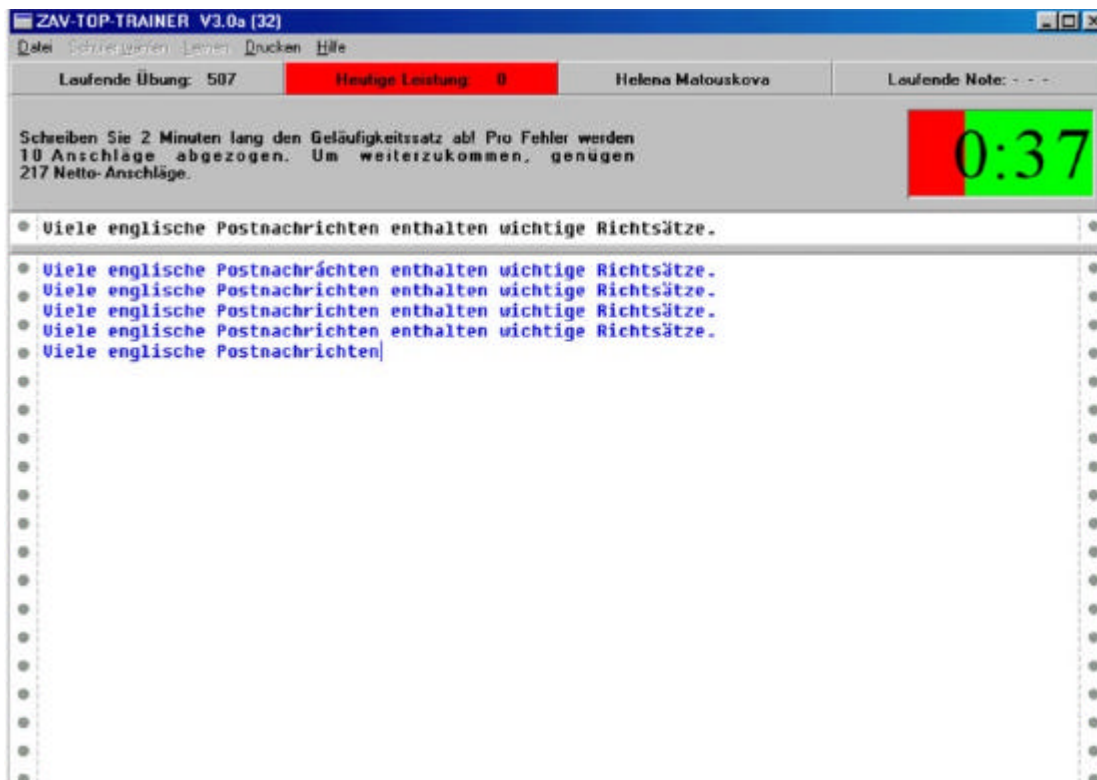 ZAV-TOP-TRAINER V3.0a (32)
Datei Schwierigkeiten Lernen Drucken Hilfe
Laufende Übung: 507 Heutige Leistung: 0 Helena Matouskova Laufende Note: - - -
Schreiben Sie 2 Minuten lang den Geläufigkeitssatz ab! Pro Fehler werden
10 Anschläge abgezogen. Um weiterzukommen, genügen
217 Netto-Anschläge.
0:37
Viele englische Postnachrichten enthalten wichtige Richtsätze.
Viele englische Postnachráchten enthalten wichtige Richtsätze.
Viele englische Postnachrichten enthalten wichtige Richtsätze.
Viele englische Postnachrichten enthalten wichtige Richtsätze.
Viele englische Postnachrichten enthalten wichtige Richtsätze.
Viele englische Postnachrichten